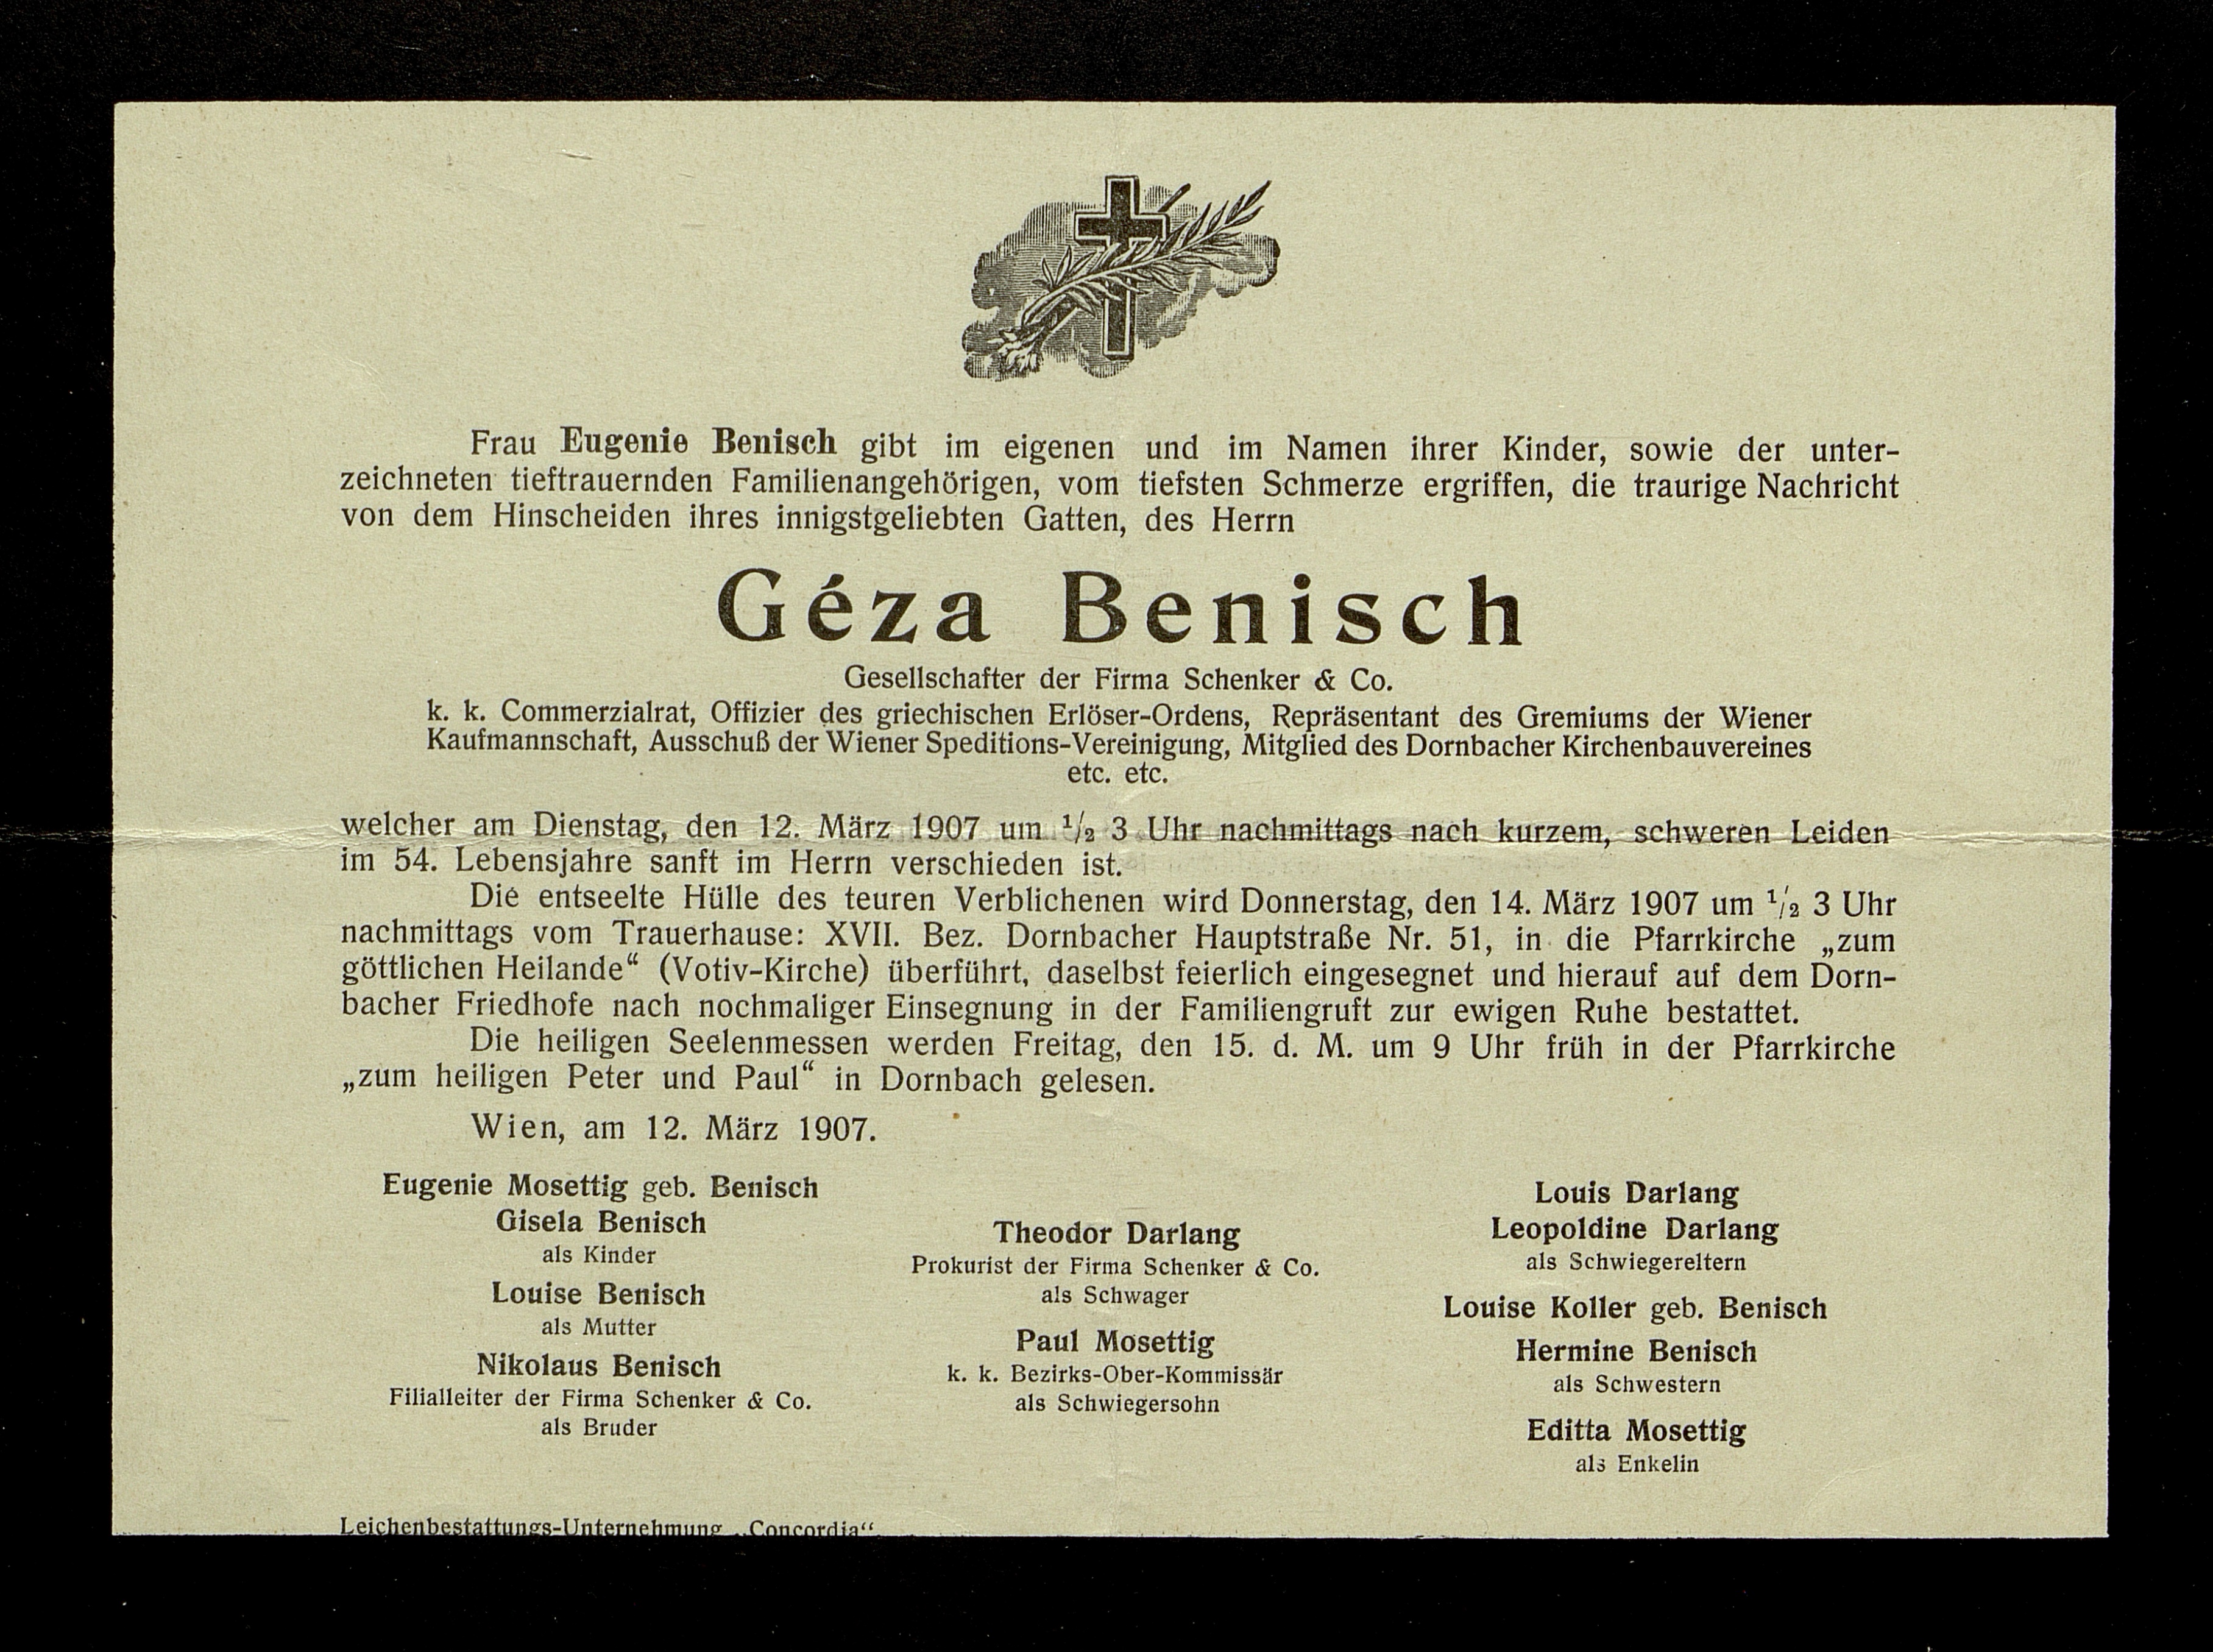 Frau Eugenie Benisch gibt im eigenen und im Namen ihrer Kinder, sowie der unter-
zeichneten tieftrauernden Familienangehörigen, vom tiefsten Schmerze ergriffen, die traurige Nachricht
von dem Hinscheiden ihres innigstgeliebten Gatten, des Herrn
Géza Benisch
Gesellschafter der Firma Schenker & Co.
k. k. Commerzialrat, Offizier des griechischen Erlöser-Ordens, Repräsentant des Gremiums der Wiener
Kaufmannschaft, Ausschuß der Wiener Speditions-Vereinigung, Mitglied des Dornbacher Kirchenbauvereines
etc. etc.
welcher am Dienstag, den 12. März 1907 um ½ 3 Uhr nachmittags nach kurzem, schweren Leiden
im 54. Lebensjahre sanft im Herrn verschieden ist.
Die entseelte Hülle des teuren Verblichenen wird Donnerstag, den 14. März 1907 um ½ 3 Uhr
nachmittags vom Trauerhause: XVII. Bez. Dornbacher Hauptstraße Nr. 51, in die Pfarrkirche „zum
göttlichen Heilande“ (Votiv-Kirche) überführt, daselbst feierlich eingesegnet und hierauf auf dem Dorn-
bacher Friedhofe nach nochmaliger Einsegnung in der Familiengruft zur ewigen Ruhe bestattet.
Die heiligen Seelenmessen werden Freitag, den 15. d. M. um 9 Uhr früh in der Pfarrkirche
„zum heiligen Peter und Paul“ in Dornbach gelesen.
Wien, am 12. März 1907.
Eugenie Mosettig geb. Benisch
Gisela Benisch
als Kinder
Louise Benisch
als Mutter
Nikolaus Benisch
Filialleiter der Firma Schenker & Co.
als Bruder
Theodor Darlang
Prokurist der Firma Schenker & Co.
als Schwager
Paul Mosettig
k. k. Bezirks-Ober-Kommissär
als Schwiegersohn
Louis Darlang
Leopoldine Darlang
als Schwiegereltern
Louise Koller geb. Benisch
Hermine Benisch
als Schwestern
Editta Mosettig
als Enkelin
Leichenbestattungs-Unternehmung „Concordia“